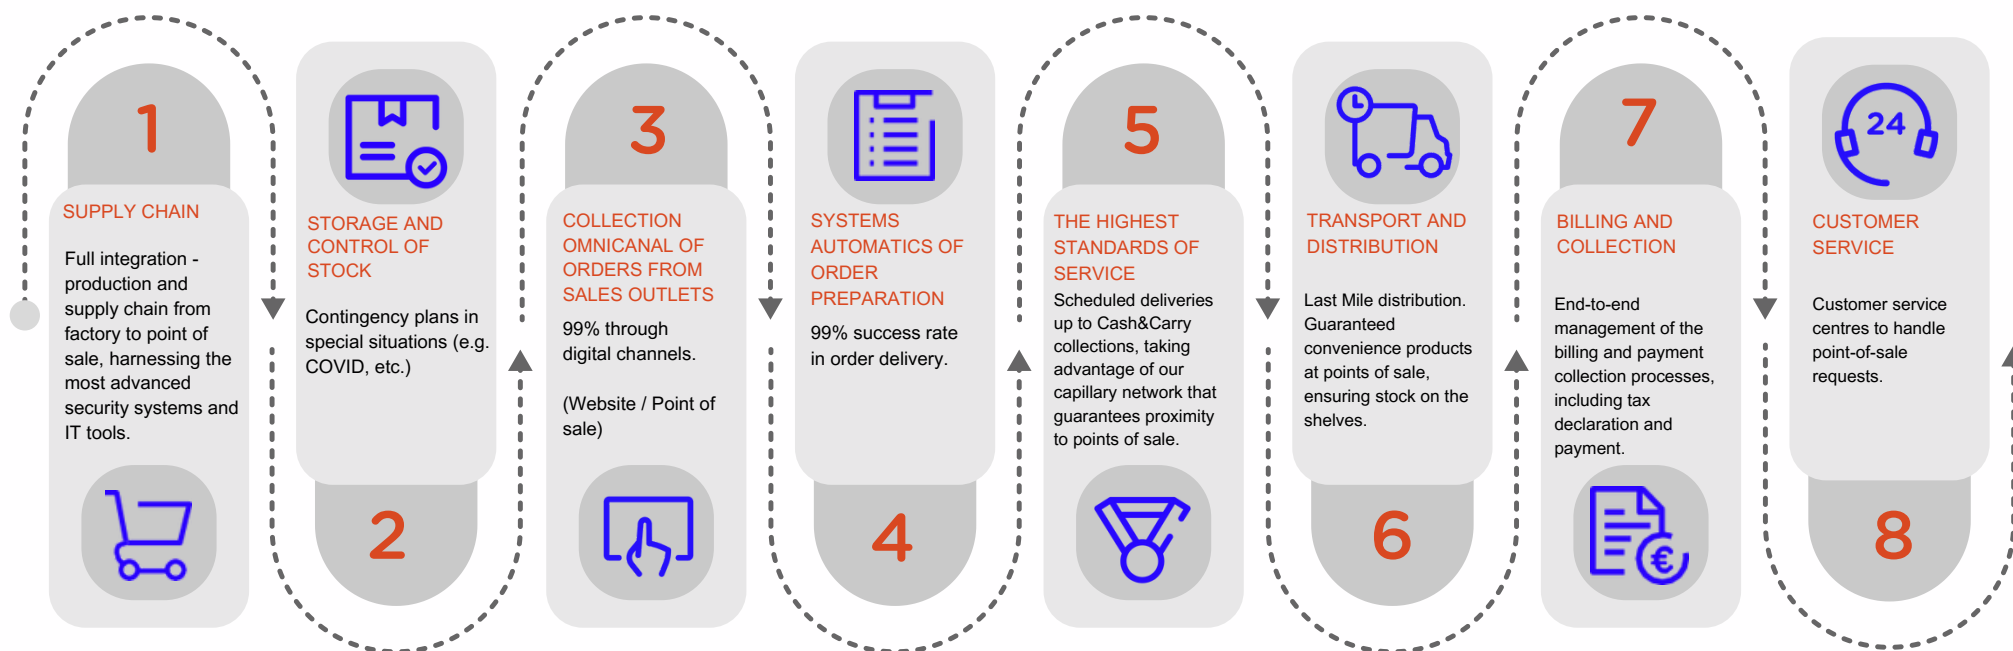 1
SUPPLY CHAIN
Full integration -
production and
supply chain from
factory to point of
sale, harnessing the
most advanced
security systems and
IT tools.
STORAGE AND
CONTROL OF
STOCK
Contingency plans in
special situations (e.g.
COVID, etc.)
2
3
COLLECTION
OMNICANAL OF
ORDERS FROM
SALES OUTLETS
99% through
digital channels.
(Website / Point of
sale)
SYSTEMS
AUTOMATICS OF
ORDER
PREPARATION
99% success rate
in order delivery.
4
5
THE HIGHEST
STANDARDS OF
SERVICE
Scheduled deliveries
up to Cash&Carry
collections, taking
advantage of our
capillary network that
guarantees proximity
to points of sale.
TRANSPORT AND
DISTRIBUTION
Last Mile distribution.
Guaranteed
convenience products
at points of sale,
ensuring stock on the
shelves.
6
7
BILLING AND
COLLECTION
End-to-end
management of the
billing and payment
collection processes,
including tax
declaration and
payment.
€
24
CUSTOMER
SERVICE
Customer service
centres to handle
point-of-sale
requests.
8